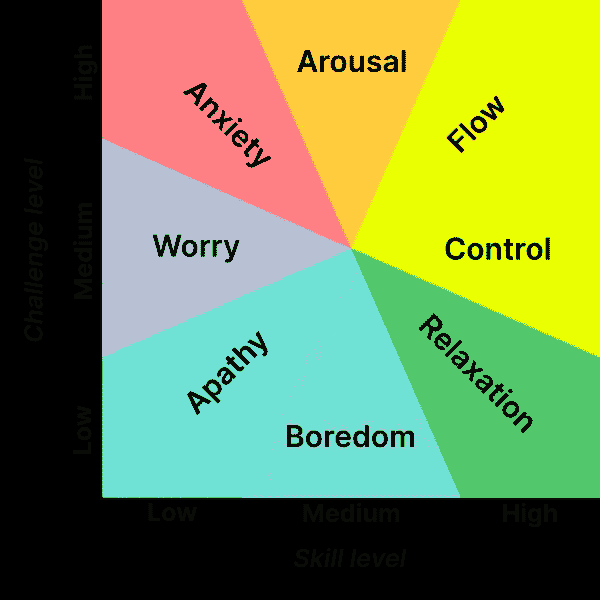 High
Medium
Low
Challenge level
Arousal
Anxiety
Flow
Worry
Control
Apathy
Relaxation
Boredom
Low
Medium
High
Skill level